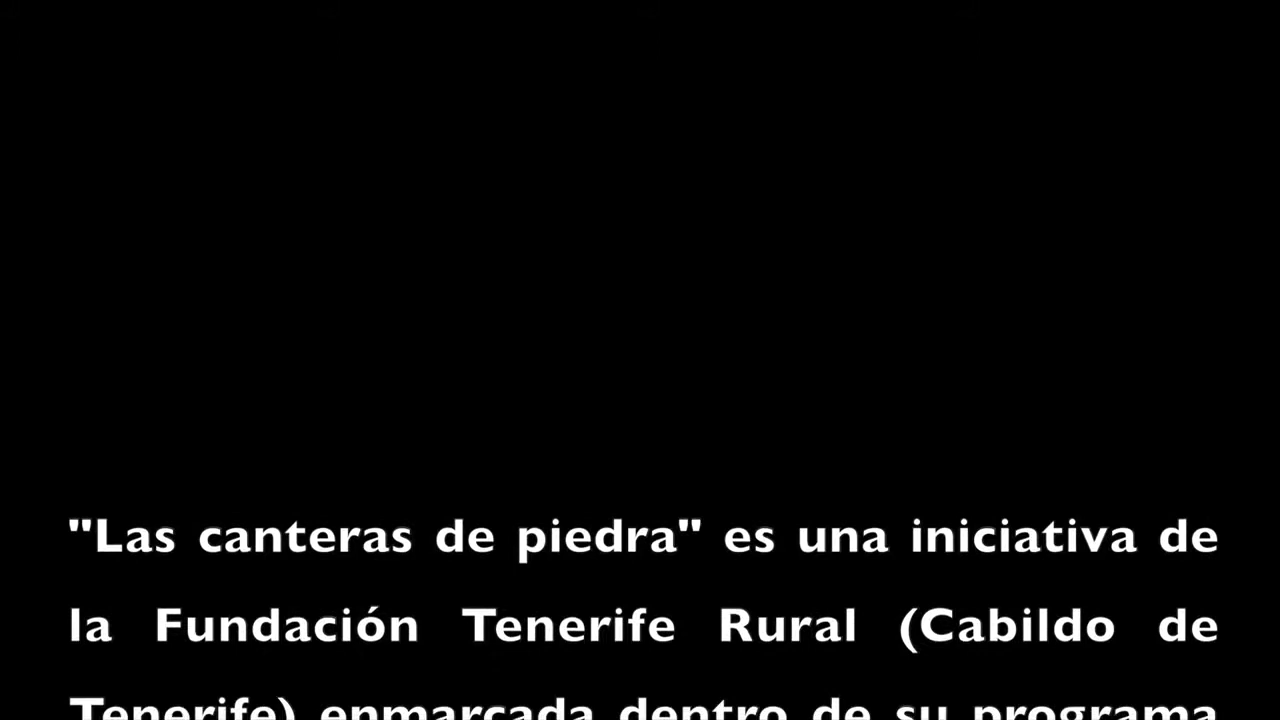 "Las canteras de piedra" es una iniciativa de
la Fundación Tenerife Rural (Cabildo de
Tenerife) enmarcada dentro de su programa